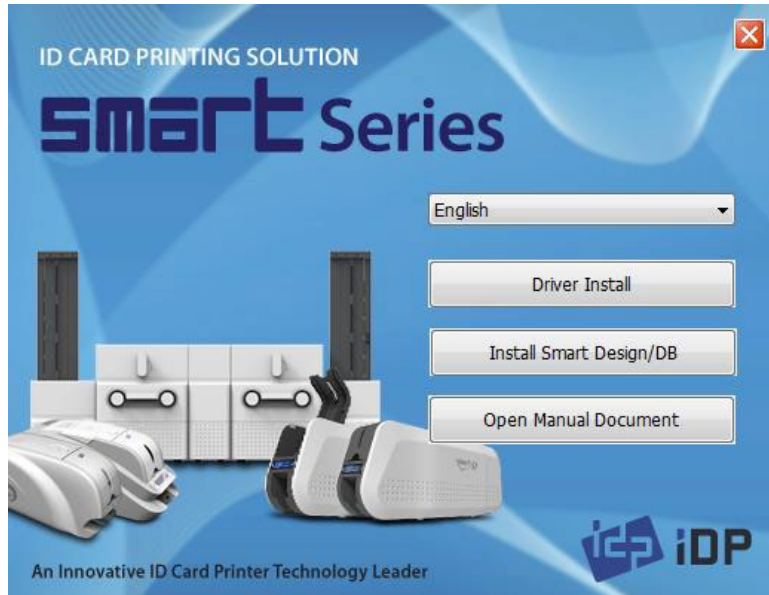 ID CARD PRINTING SOLUTION
smart Series
English
Driver Install
Install Smart Design/DB
Open Manual Document
idp iDP
An Innovative ID Card Printer Technology Leader